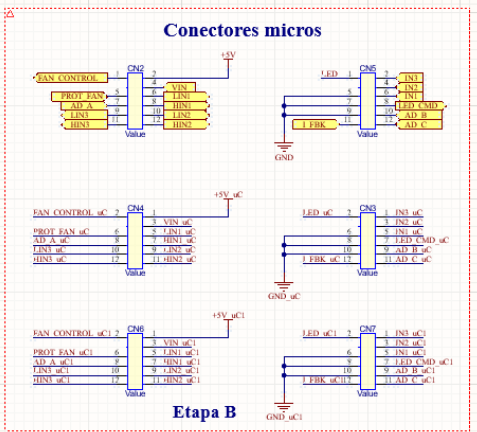 Conectores micros
+5V
CN2
FAN_CONTROL 1 2
4 VIN
PROT_FAN 5 6 LIN1
AD_A 7 8 HIN1
LIN3 9 10 LIN2
HIN3 11 12 HIN2
Value
CN5
LED 1 2 IN3
4 IN2
5 6 IN1
7 8 LED_CMD
9 10 AD_B
I_FBK 11 12 AD_C
Value
GND
+5V_uC
CN4
FAN_CONTROL_uC 2 1
3 VIN_uC
PROT_FAN_uC 6 5 LIN1_uC
AD_A_uC 8 7 HIN1_uC
LIN3_uC 10 9 LIN2_uC
HIN3_uC 12 11 HIN2_uC
Value
CN3
LED_uC 2 1 IN3_uC
3 IN2_uC
6 5 IN1_uC
8 7 LED_CMD_uC
10 9 AD_B_uC
I_FBK_uC 12 11 AD_C_uC
Value
GND_uC
+5V_uC1
CN6
FAN_CONTROL_uC1 2 1
3 VIN_uC1
PROT_FAN_uC1 6 5 LIN1_uC1
AD_A_uC1 8 7 HIN1_uC1
LIN3_uC1 10 9 LIN2_uC1
HIN3_uC1 12 11 HIN2_uC1
Value
CN7
LED_uC1 2 1 IN3_uC1
3 IN2_uC1
6 5 IN1_uC1
8 7 LED_CMD_uC1
10 9 AD_B_uC1
I_FBK_uC1 12 11 AD_C_uC1
Value
GND_uC1
Etapa B